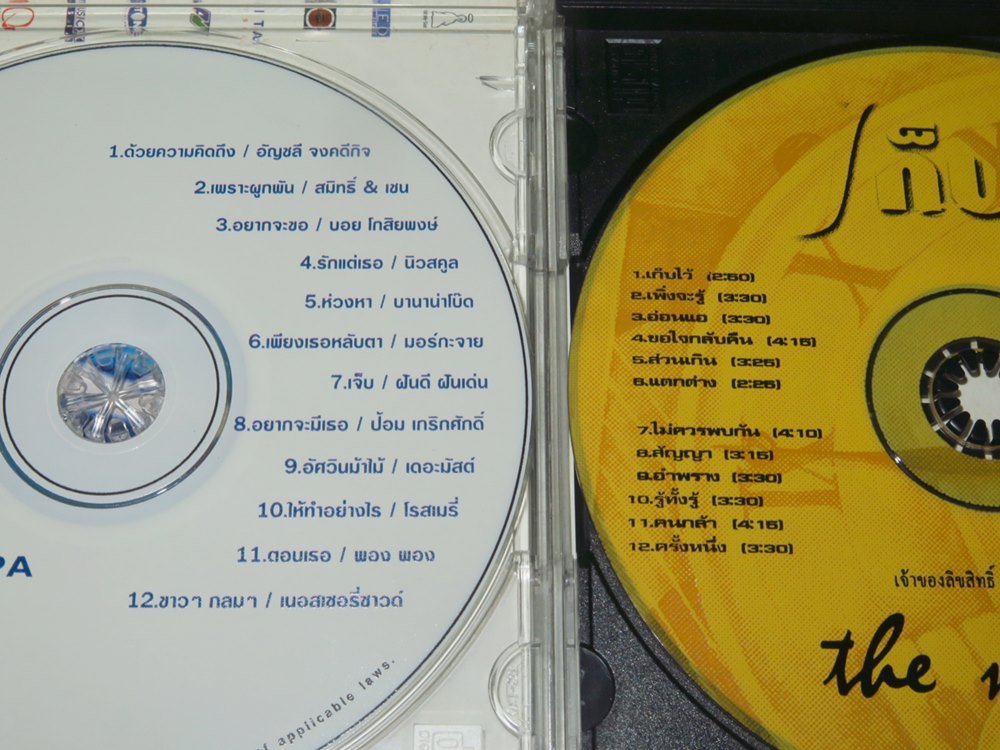 1.ด้วยความคิดถึง / อัญชลี จงคดีกิจ
2.เพราะผูกพัน / สมิทธิ์ & เชน
3.อยากจะขอ / บอย โกสิยพงษ์
4.รักแต่เธอ / นิวสคูล
5.ห่วงหา / บานาน่าโบ๊ต
6.เพียงเธอหลับตา / มอร์กะจาย
7.เจ็บ / ฝันดี ฝันเด่น
8.อยากจะมีเธอ / ป้อม เกริกศักดิ์
9.อัศวินม้าไม้ / เดอะมัสต์
10.ให้ทำอย่างไร / โรสเมรี่
11.ตอบเธอ / พอง พอง
12.ขาวๆ กลมๆ / เนอสเซอรี่ซาวด์
PA
of applicable laws.
1.เก็บไว้ (2:50)
2.เพิ่งจะรู้ (3:30)
3.อ่อนแอ (3:30)
4.ขอใจกลับคืน (4:15)
5.ส่วนเกิน (3:25)
6.แตกต่าง (2:25)
7.ไม่ควรพบกัน (4:10)
8.สัญญา (3:15)
9.อำพราง (3:30)
10.รู้ทั้งรู้ (3:30)
11.คนกล้า (4:15)
12.ครั้งหนึ่ง (3:30)
เจ้าของลิขสิทธิ์
the